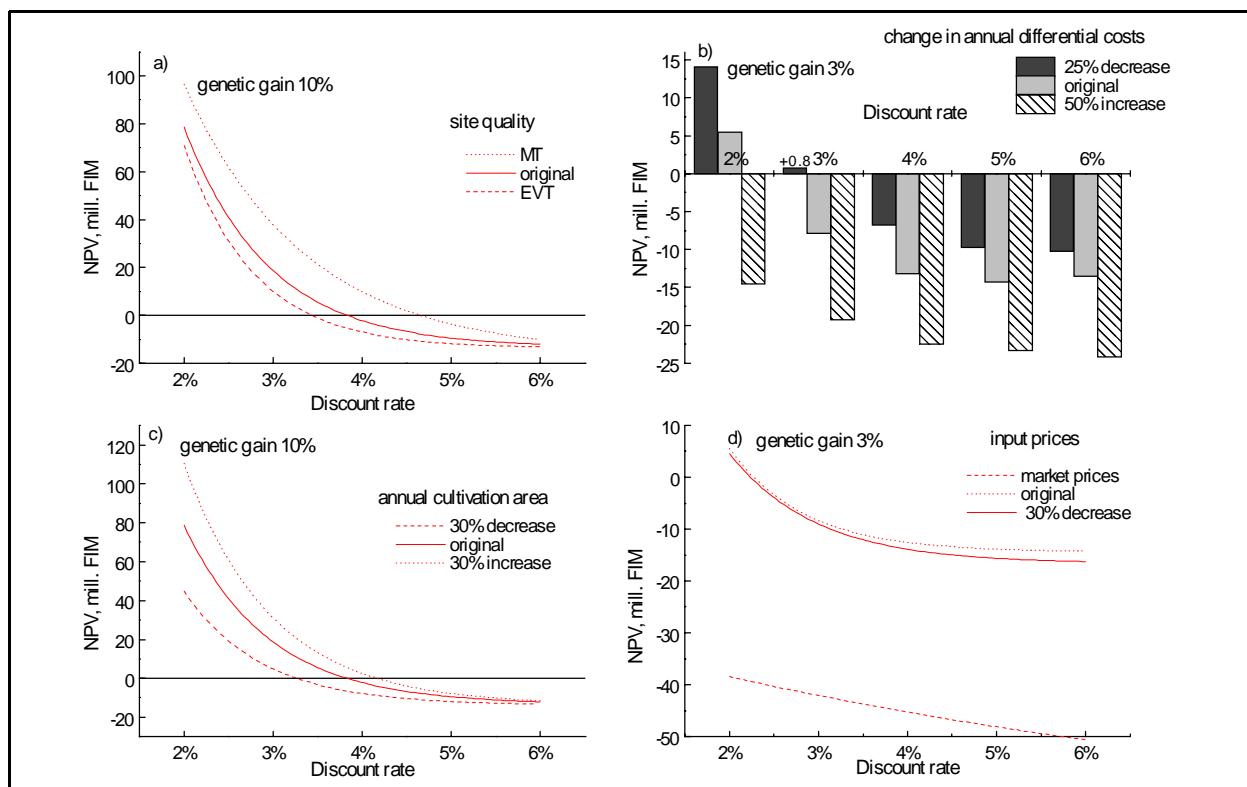 a)
genetic gain 10%
site quality
MT
original
EVT
NPV, mill. FIM
100
80
60
40
20
0
-20
2% 3% 4% 5% 6%
Discount rate
b)
change in annual differential costs
genetic gain 3%
25% decrease
original
50% increase
Discount rate
NPV, mill. FIM
15
10
5
0
-5
-10
-15
-20
-25
+0.8
2% 3% 4% 5% 6%
c)
genetic gain 10%
annual cultivation area
30% decrease
original
30% increase
NPV, mill. FIM
120
100
80
60
40
20
0
-20
2% 3% 4% 5% 6%
Discount rate
d)
genetic gain 3%
input prices
market prices
original
30% decrease
NPV, mill. FIM
10
0
-10
-20
-30
-40
-50
2% 3% 4% 5% 6%
Discount rate